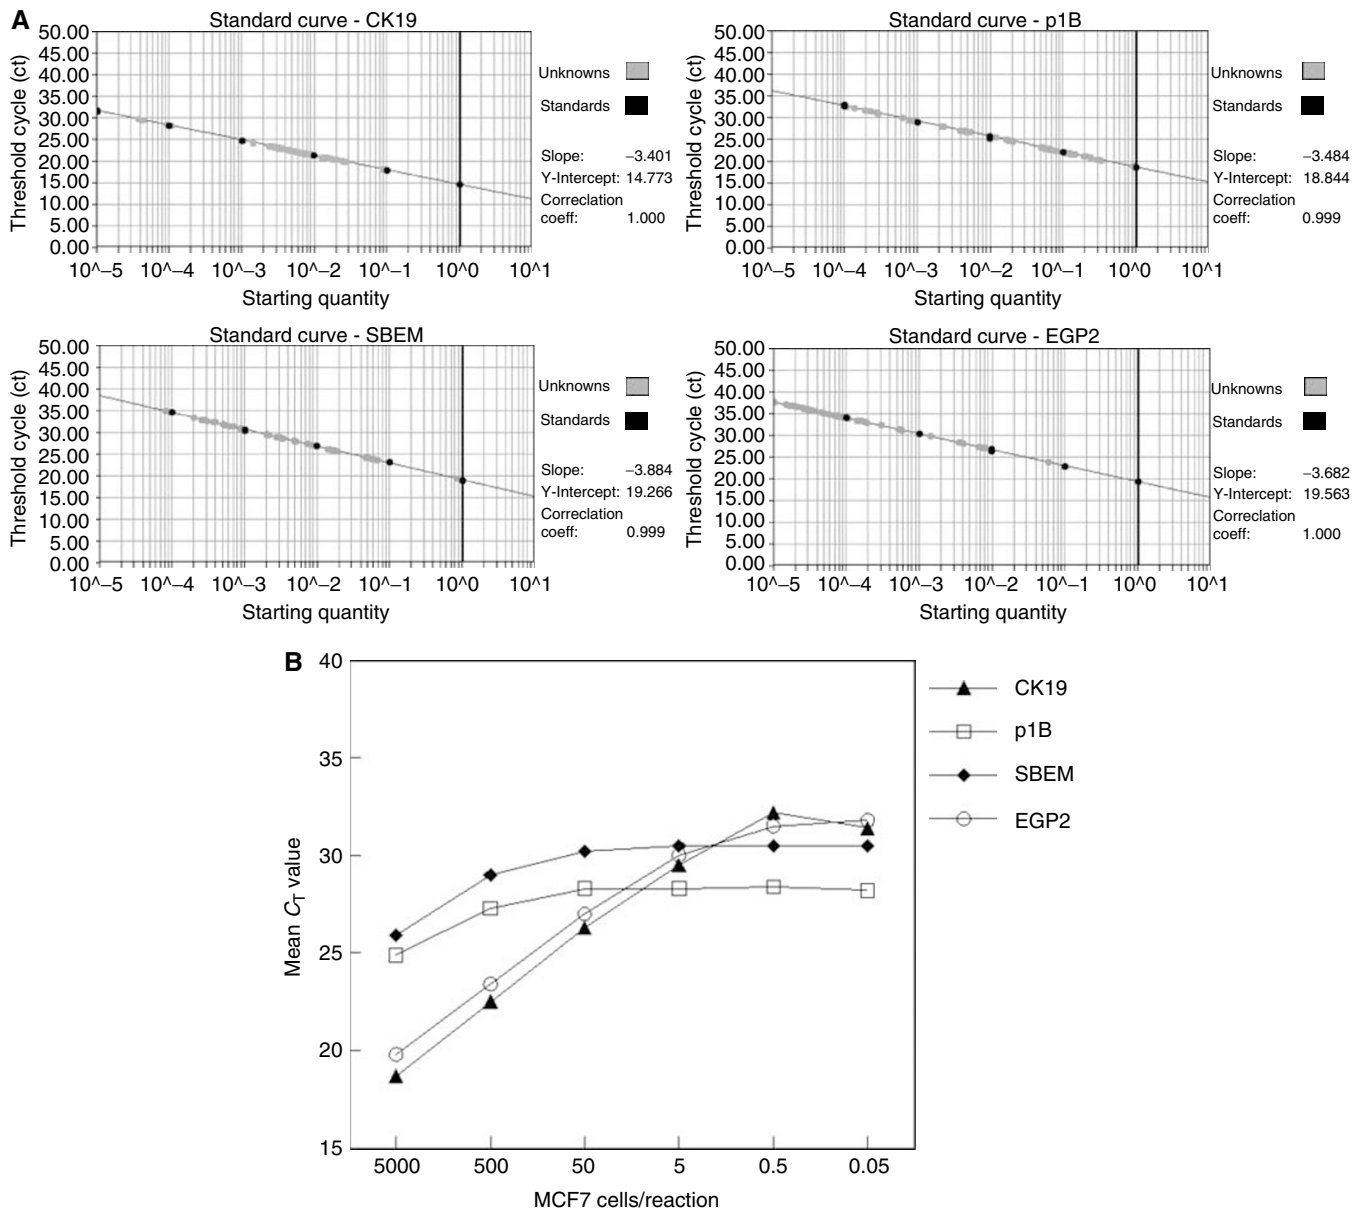 A
Standard curve - CK19
Threshold cycle (ct)
50.00
45.00
40.00
35.00
30.00
25.00
20.00
15.00
10.00
5.00
0.00
10^–5 10^–4 10^–3 10^–2 10^–1 10^0 10^1
Starting quantity
Unknowns
Standards
Slope: –3.401
Y-Intercept: 14.773
Correclation
coeff: 1.000
Standard curve - p1B
Threshold cycle (ct)
50.00
45.00
40.00
35.00
30.00
25.00
20.00
15.00
10.00
5.00
0.00
10^–5 10^–4 10^–3 10^–2 10^–1 10^0 10^1
Starting quantity
Unknowns
Standards
Slope: –3.484
Y-Intercept: 18.844
Correclation
coeff: 0.999
Standard curve - SBEM
Threshold cycle (ct)
50.00
45.00
40.00
35.00
30.00
25.00
20.00
15.00
10.00
5.00
0.00
10^–5 10^–4 10^–3 10^–2 10^–1 10^0 10^1
Starting quantity
Unknowns
Standards
Slope: –3.884
Y-Intercept: 19.266
Correclation
coeff: 0.999
Standard curve - EGP2
Threshold cycle (ct)
50.00
45.00
40.00
35.00
30.00
25.00
20.00
15.00
10.00
5.00
0.00
10^–5 10^–4 10^–3 10^–2 10^–1 10^0 10^1
Starting quantity
Unknowns
Standards
Slope: –3.682
Y-Intercept: 19.563
Correclation
coeff: 1.000
B
Mean CT value
40
35
30
25
20
15
5000 500 50 5 0.5 0.05
MCF7 cells/reaction
CK19
p1B
SBEM
EGP2